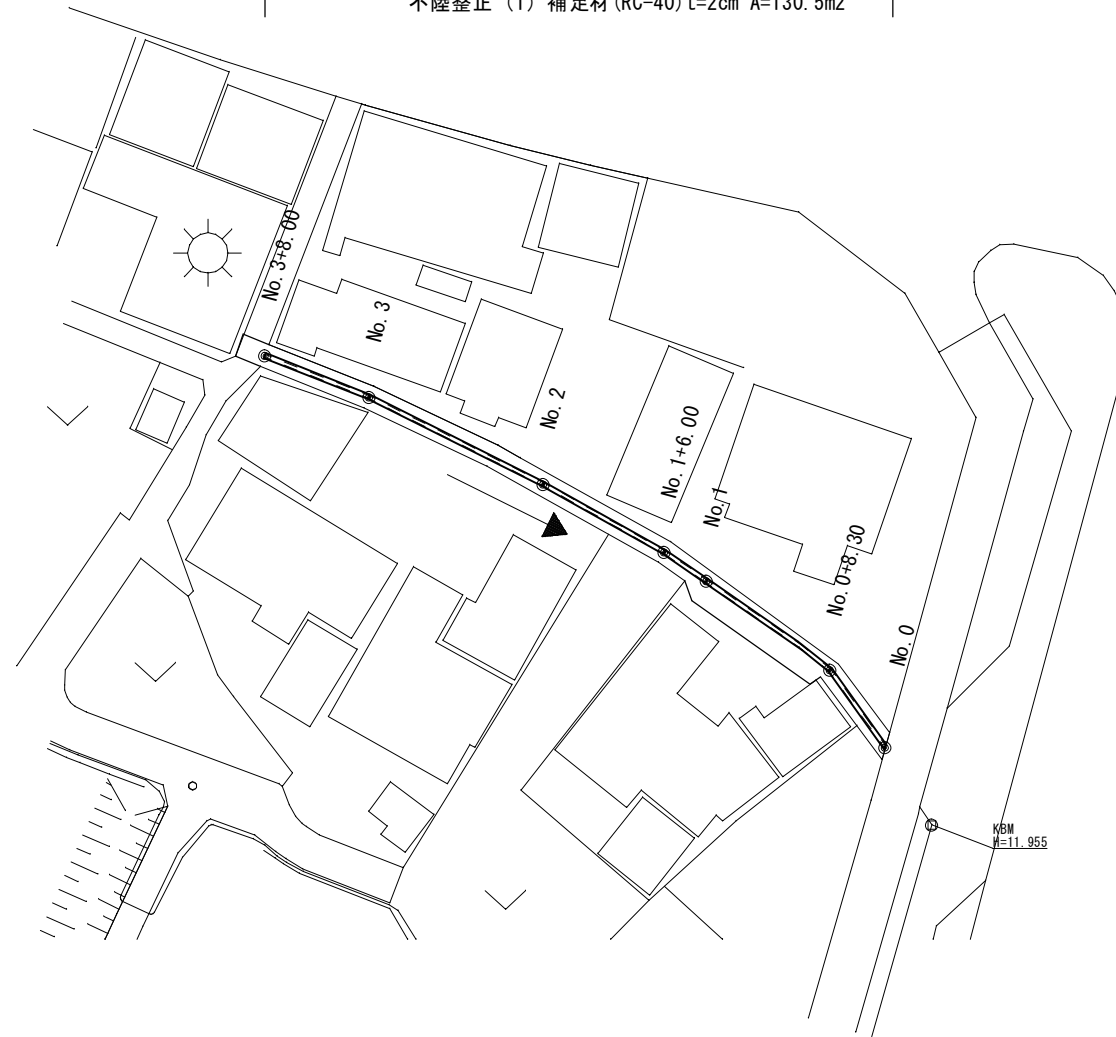 不陸整正 (1) 補足材(RC-40)t=2cm A=130.5m2
No. 3+8. 00
No. 3
No. 2
No. 1+6. 00
No. 1
No. 0+8. 30
No. 0
KBM
H=11. 955